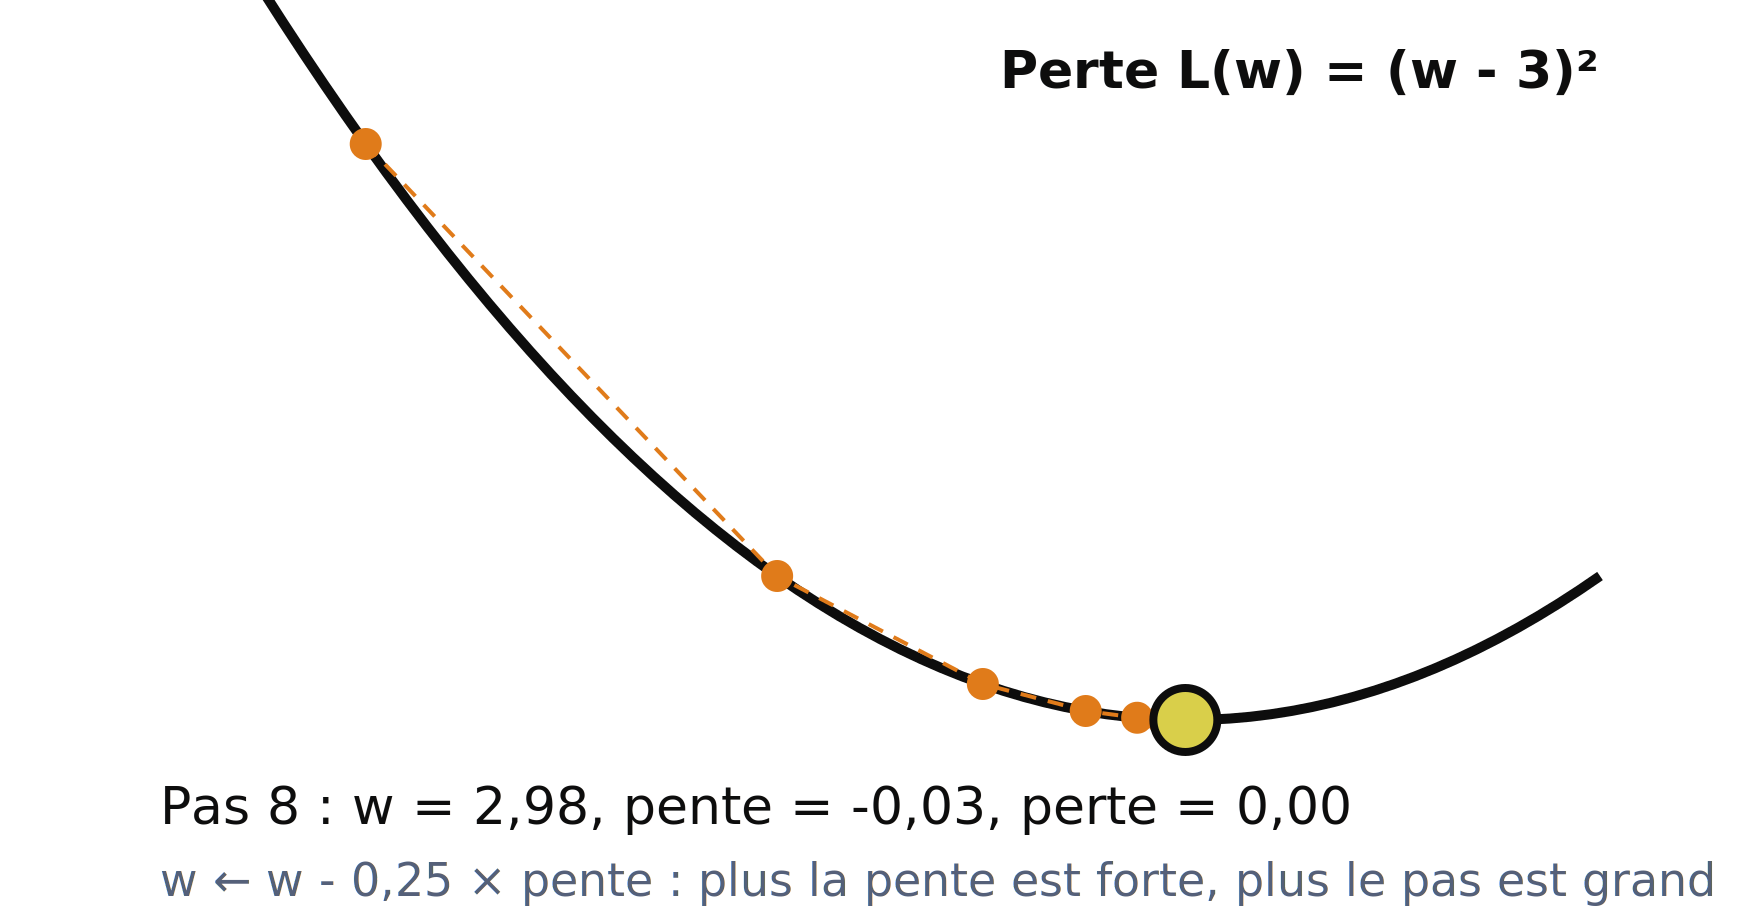 Perte L(w) = (w - 3)²
Pas 8 : w = 2,98, pente = -0,03, perte = 0,00
w ← w - 0,25 × pente : plus la pente est forte, plus le pas est grand